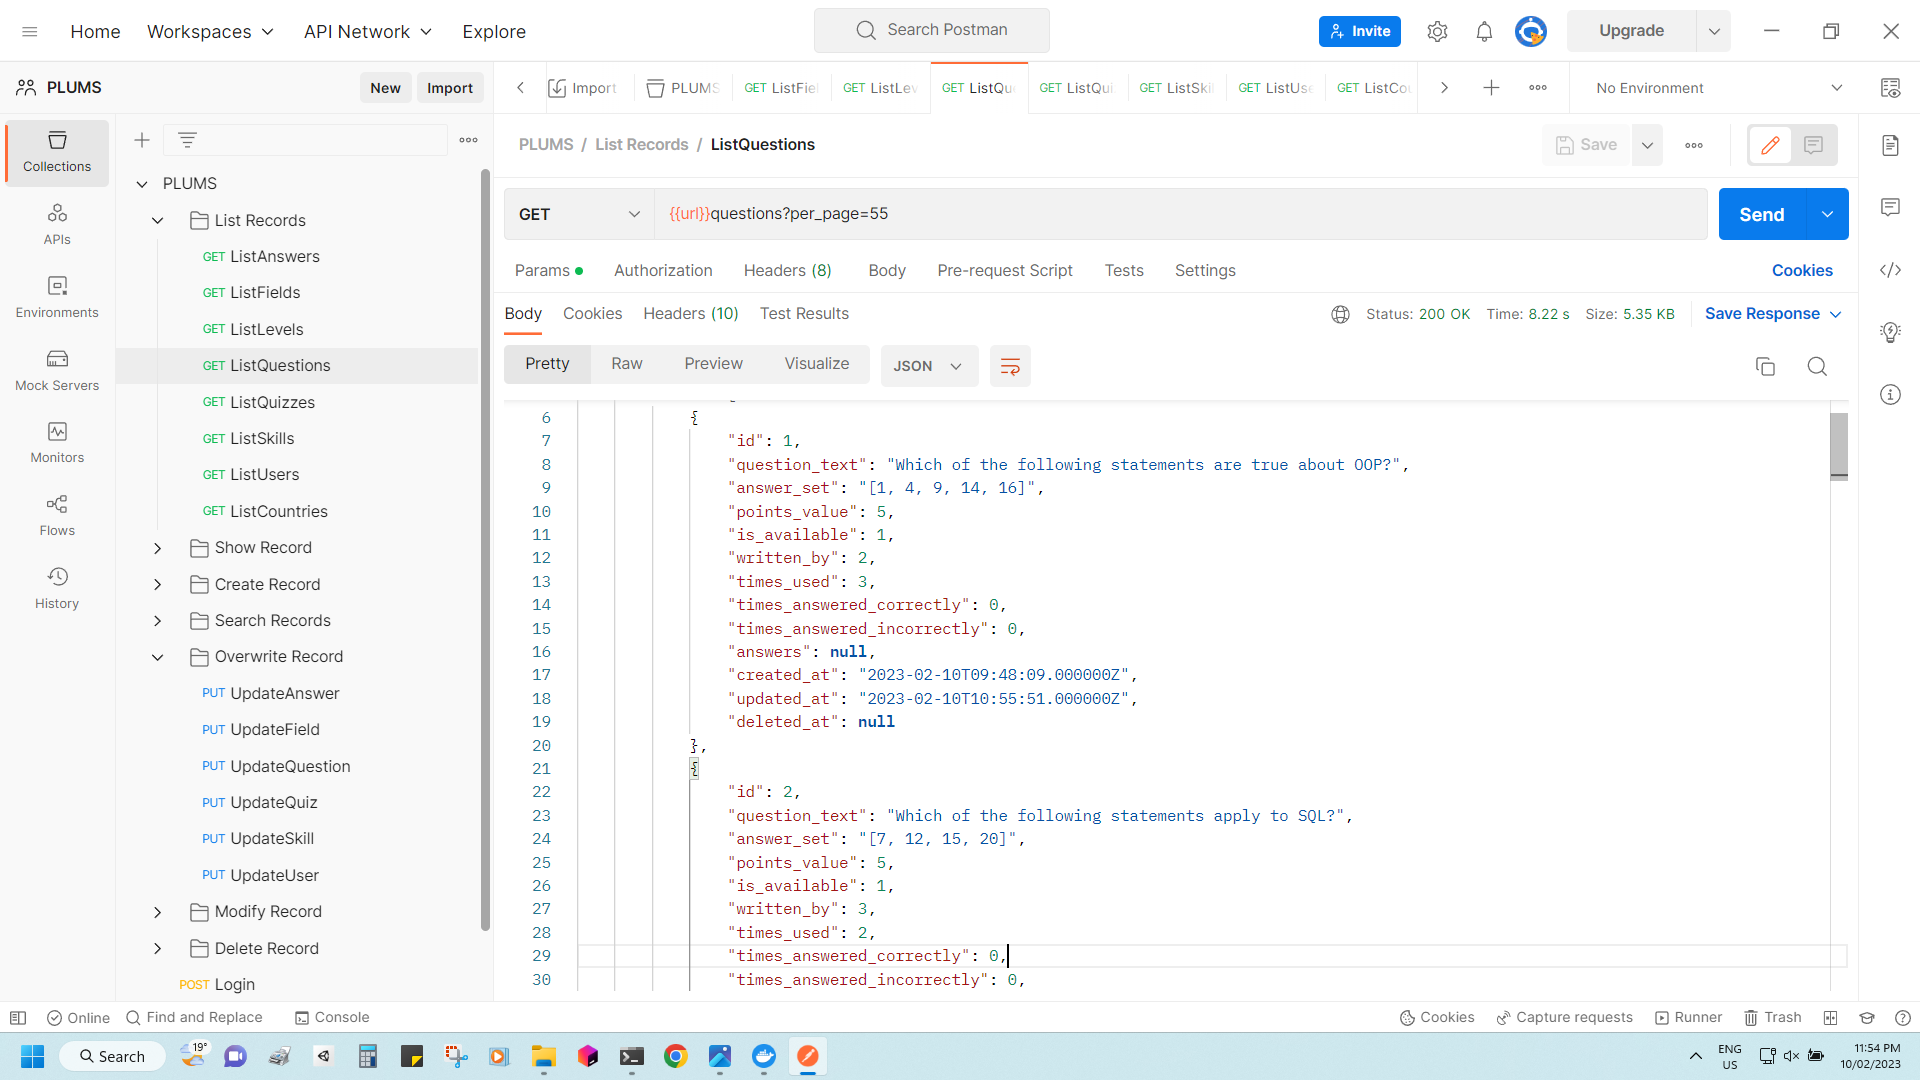 Home
Workspaces
API Network
Explore
Search Postman
Invite
Upgrade
PLUMS
New
Import
Import
PLUMS
GET ListFie
GET ListLev
GET ListQue
GET ListQui
GET ListSkil
GET ListUse
GET ListCou
No Environment
Collections
APIs
Environments
Mock Servers
Monitors
Flows
History
PLUMS
List Records
GET ListAnswers
GET ListFields
GET ListLevels
GET ListQuestions
GET ListQuizzes
GET ListSkills
GET ListUsers
GET ListCountries
Show Record
Create Record
Search Records
Overwrite Record
PUT UpdateAnswer
PUT UpdateField
PUT UpdateQuestion
PUT UpdateQuiz
PUT UpdateSkill
PUT UpdateUser
Modify Record
Delete Record
POST Login
PLUMS / List Records / ListQuestions
Save
GET
{{url}}questions?per_page=55
Send
Params
Authorization
Headers (8)
Body
Pre-request Script
Tests
Settings
Cookies
Body
Cookies
Headers (10)
Test Results
Status: 200 OK
Time: 8.22 s
Size: 5.35 KB
Save Response
Pretty
Raw
Preview
Visualize
JSON
6 {
7 "id": 1,
8 "question_text": "Which of the following statements are true about OOP?",
9 "answer_set": "[1, 4, 9, 14, 16]",
10 "points_value": 5,
11 "is_available": 1,
12 "written_by": 2,
13 "times_used": 3,
14 "times_answered_correctly": 0,
15 "times_answered_incorrectly": 0,
16 "answers": null,
17 "created_at": "2023-02-10T09:48:09.000000Z",
18 "updated_at": "2023-02-10T10:55:51.000000Z",
19 "deleted_at": null
20 },
21 {
22 "id": 2,
23 "question_text": "Which of the following statements apply to SQL?",
24 "answer_set": "[7, 12, 15, 20]",
25 "points_value": 5,
26 "is_available": 1,
27 "written_by": 3,
28 "times_used": 2,
29 "times_answered_correctly": 0,
30 "times_answered_incorrectly": 0,
Online
Find and Replace
Console
Cookies
Capture requests
Runner
Trash
Search
19°
ENG
US
11:54 PM
10/02/2023